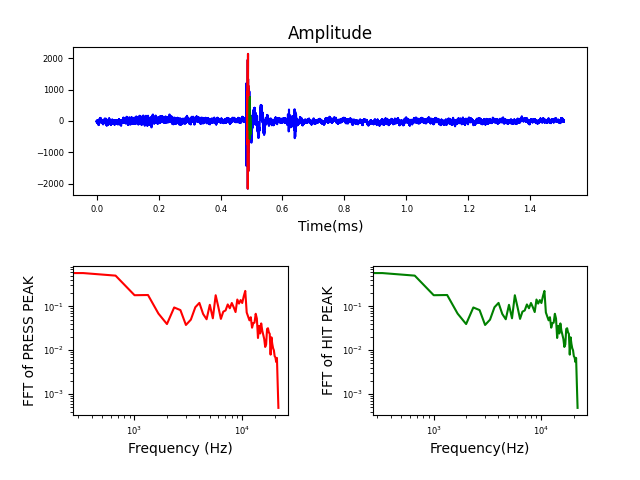 Amplitude
2000
1000
0
−1000
−2000
0.0 0.2 0.4 0.6 0.8 1.0 1.2 1.4
Time(ms)
FFT of PRESS PEAK
10⁻¹
10⁻²
10⁻³
10³ 10⁴
Frequency (Hz)
FFT of HIT PEAK
10⁻¹
10⁻²
10⁻³
10³ 10⁴
Frequency(Hz)